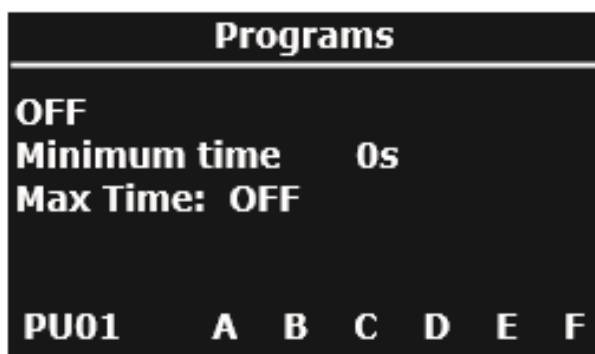 Programs
OFF
Minimum time 0s
Max Time: OFF
PU01 A B C D E F